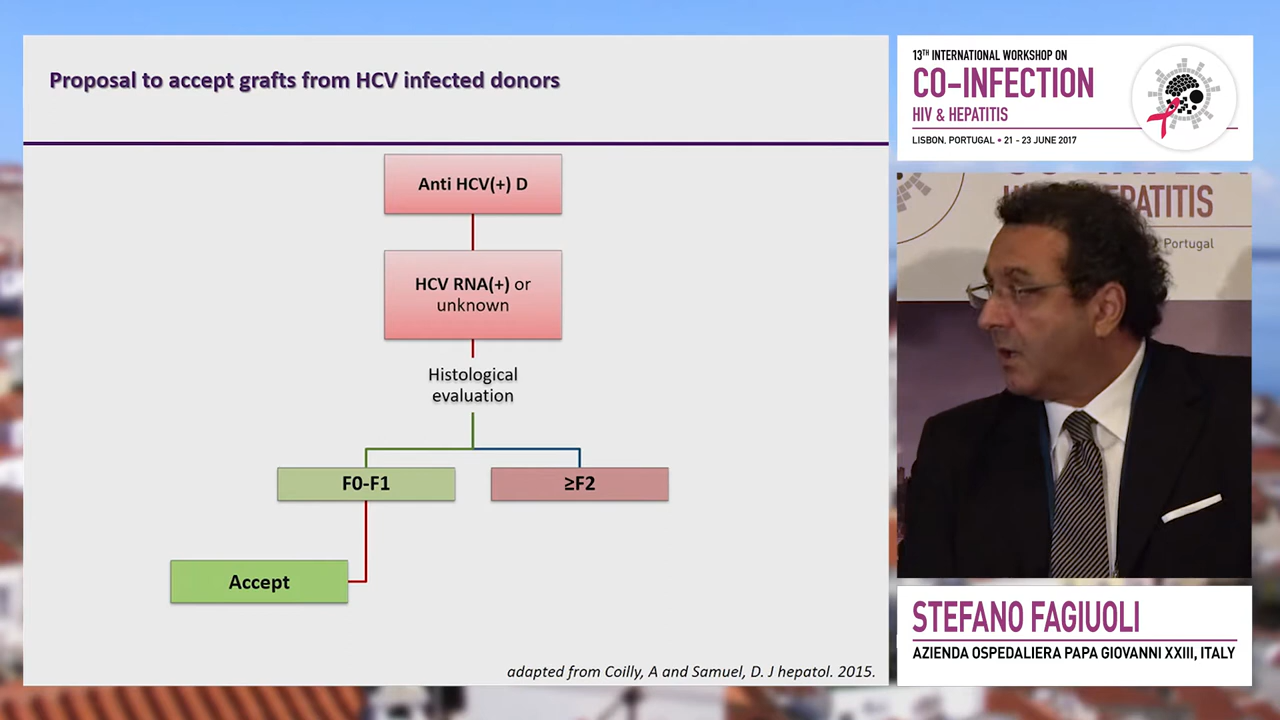 Proposal to accept grafts from HCV infected donors
Anti HCV(+) D
HCV RNA(+) or
unknown
Histological
evaluation
F0-F1
≥F2
Accept
adapted from Coilly, A and Samuel, D. J hepatol. 2015.
13TH INTERNATIONAL WORKSHOP ON
CO-INFECTION
HIV & HEPATITIS
LISBON, PORTUGAL • 21 - 23 JUNE 2017
PATITIS
Portugal
STEFANO FAGIUOLI
AZIENDA OSPEDALIERA PAPA GIOVANNI XXIII, ITALY